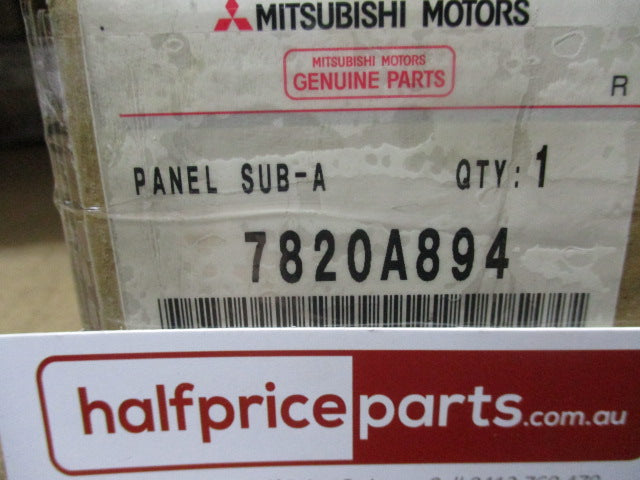 MITSUBISHI MOTORS
MITSUBISHI MOTORS
GENUINE PARTS
R
PANEL SUB-A QTY: 1
7820A894
halfpriceparts.com.au